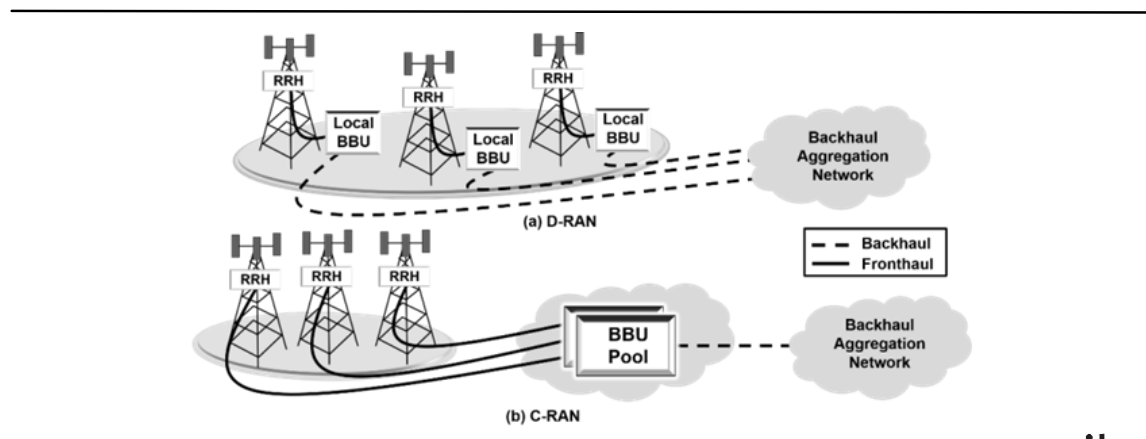 RRH
RRH
RRH
Local
BBU
Local
BBU
Local
BBU
Backhaul
Aggregation
Network
(a) D-RAN
Backhaul
Fronthaul
RRH
RRH
RRH
BBU
Pool
Backhaul
Aggregation
Network
(b) C-RAN